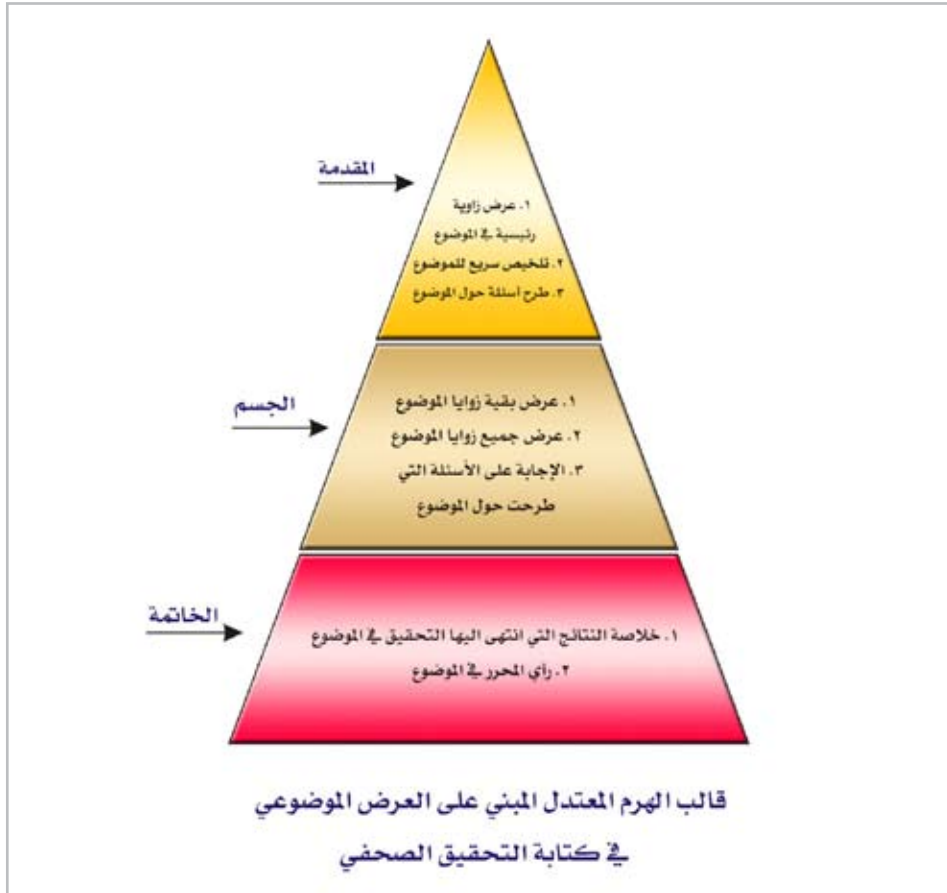 المقدمة
١. عرض زاوية
رئيسية في الموضوع
٢. تلخيص سريع للموضوع
٣. طرح أسئلة حول الموضوع
الجسم
١. عرض بقية زوايا الموضوع
٢. عرض جميع زوايا الموضوع
٣. الإجابة على الأسئلة التي
طرحت حول الموضوع
الخاتمة
١. خلاصة النتائج التي انتهى اليها التحقيق في الموضوع
٢. رأي المحرر في الموضوع
قالب الهرم المعتدل المبني على العرض الموضوعي
في كتابة التحقيق الصحفي